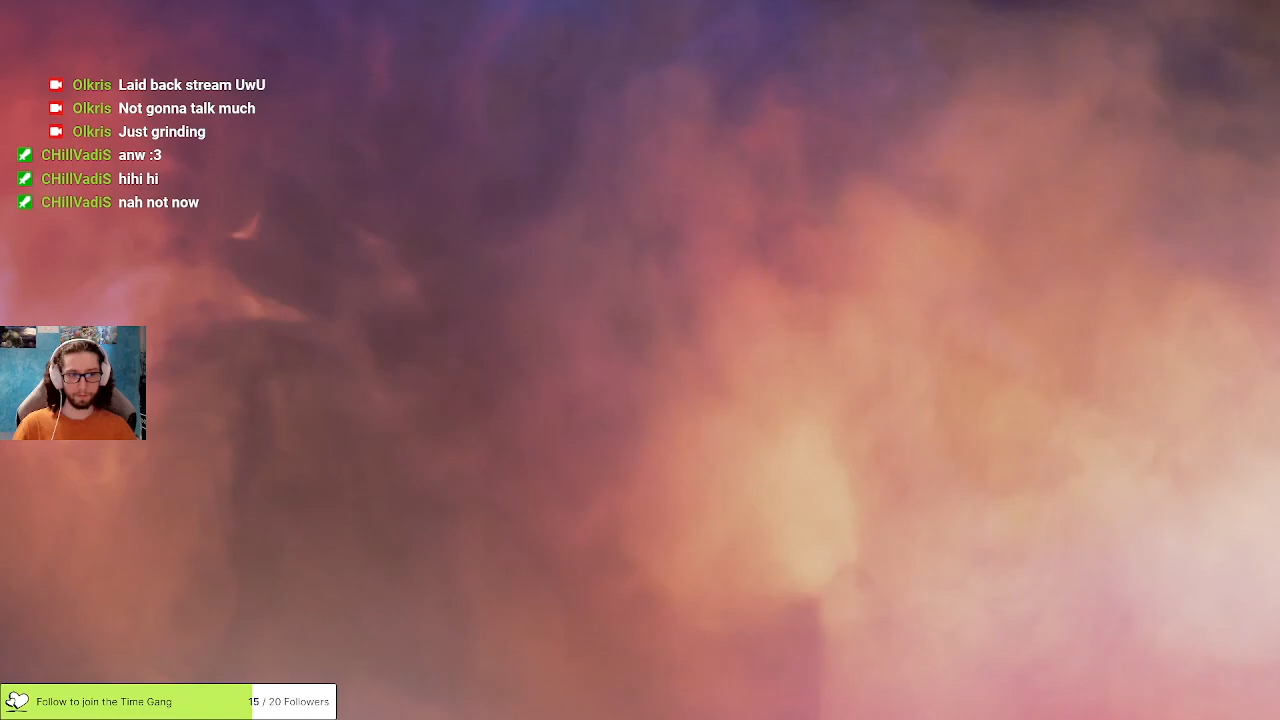 Olkris Laid back stream UwU
Olkris Not gonna talk much
Olkris Just grinding
CHillVadiS anw :3
CHillVadiS hihi hi
CHillVadiS nah not now
Follow to join the Time Gang 15 / 20 Followers